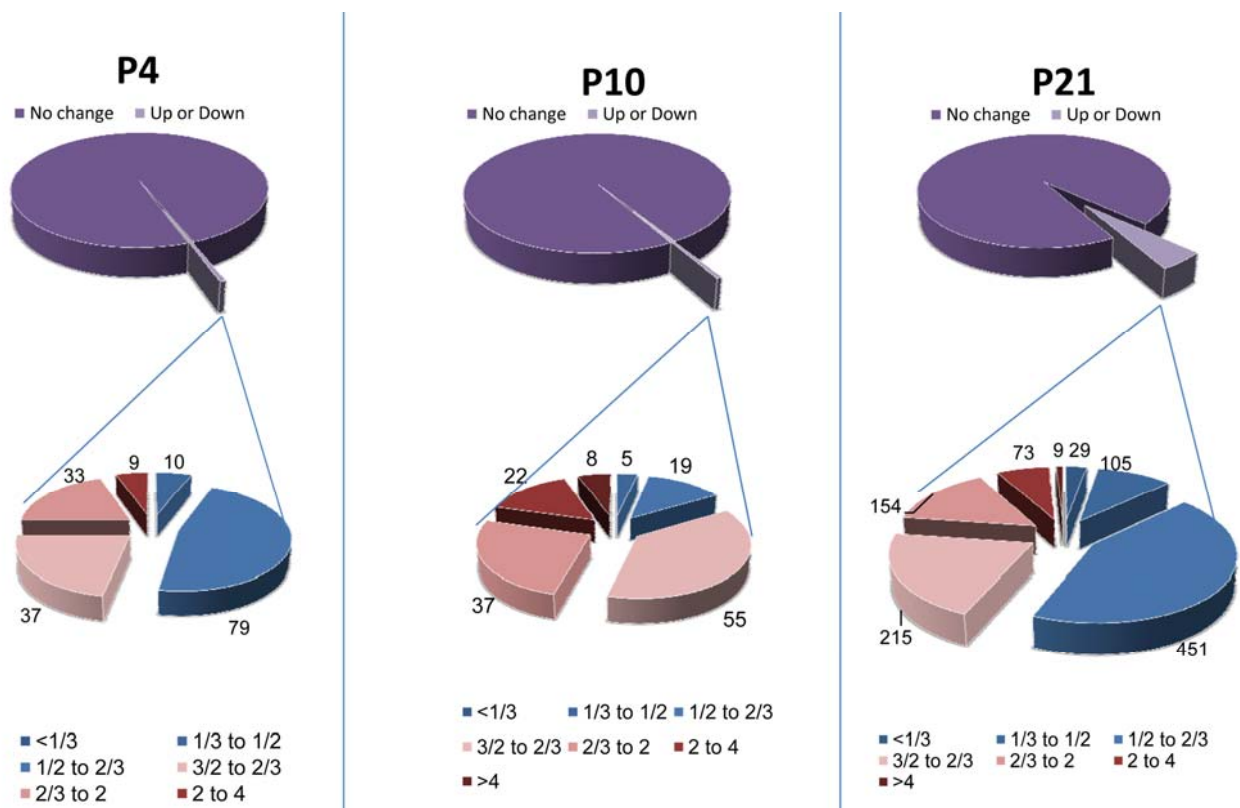 P4
No change Up or Down
33
9
10
37
79
<1/3 1/3 to 1/2
1/2 to 2/3 3/2 to 2/3
2/3 to 2 2 to 4
P10
No change Up or Down
22
8
5
19
37
55
<1/3 1/3 to 1/2 1/2 to 2/3
3/2 to 2/3 2/3 to 2 2 to 4
>4
P21
No change Up or Down
73
9
29
105
154
215
451
<1/3 1/3 to 1/2 1/2 to 2/3
3/2 to 2/3 2/3 to 2 2 to 4
>4